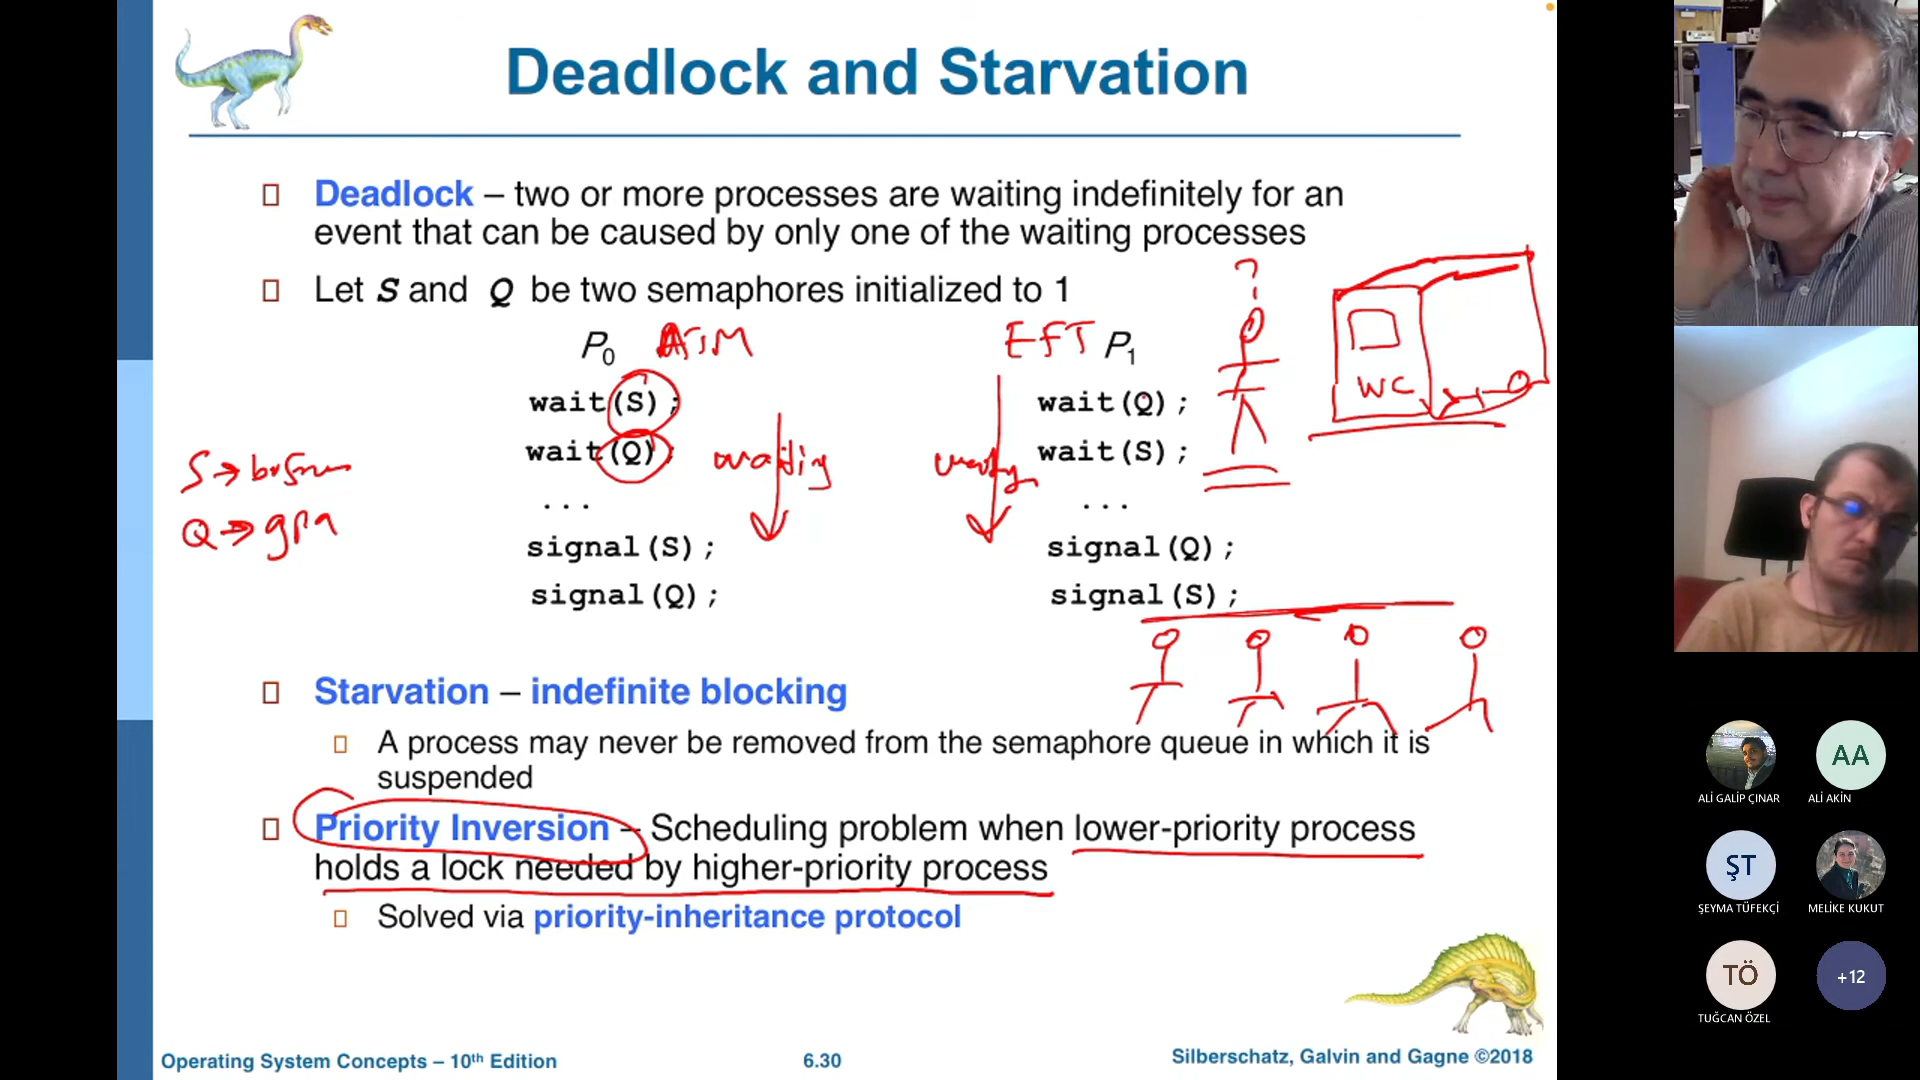 Deadlock and Starvation
Deadlock – two or more processes are waiting indefinitely for an
event that can be caused by only one of the waiting processes
Let S and Q be two semaphores initialized to 1
?
P0 ATM EFT P1
wait(S); wait(Q);
WC
wait(Q); wait(S);
waiting
S→
Q→gpa
... ...
signal(S); signal(Q);
signal(Q); signal(S);
Starvation – indefinite blocking
A process may never be removed from the semaphore queue in which it is
suspended
Priority Inversion – Scheduling problem when lower-priority process
holds a lock needed by higher-priority process
Solved via priority-inheritance protocol
Operating System Concepts – 10th Edition 6.30 Silberschatz, Galvin and Gagne ©2018
AA
ALİ GALİP ÇINAR ALİ AKİN
ŞT
ŞEYMA TÜFEKÇİ MELİKE KUKUT
TÖ +12
TUĞCAN ÖZEL